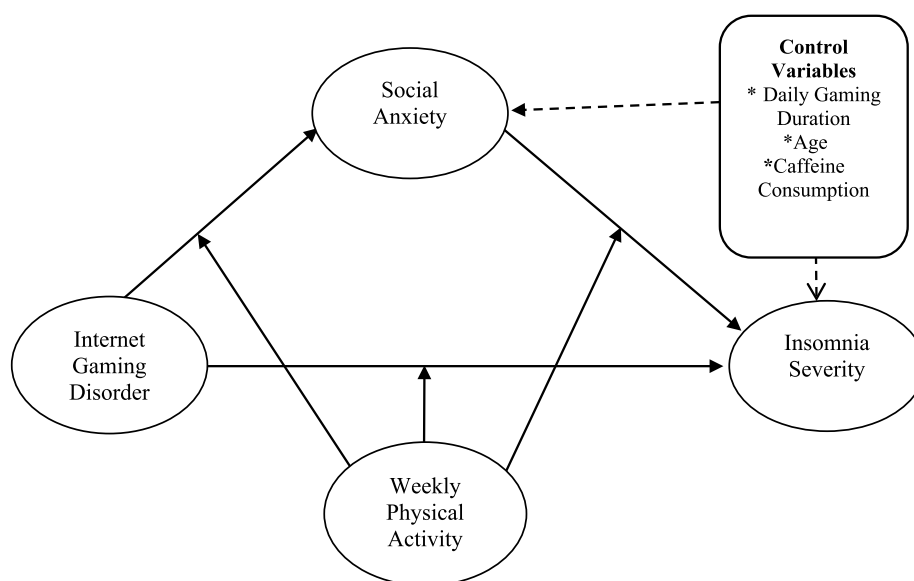 Social
Anxiety
Control
Variables
* Daily Gaming
Duration
*Age
*Caffeine
Consumption
Internet
Gaming
Disorder
Insomnia
Severity
Weekly
Physical
Activity